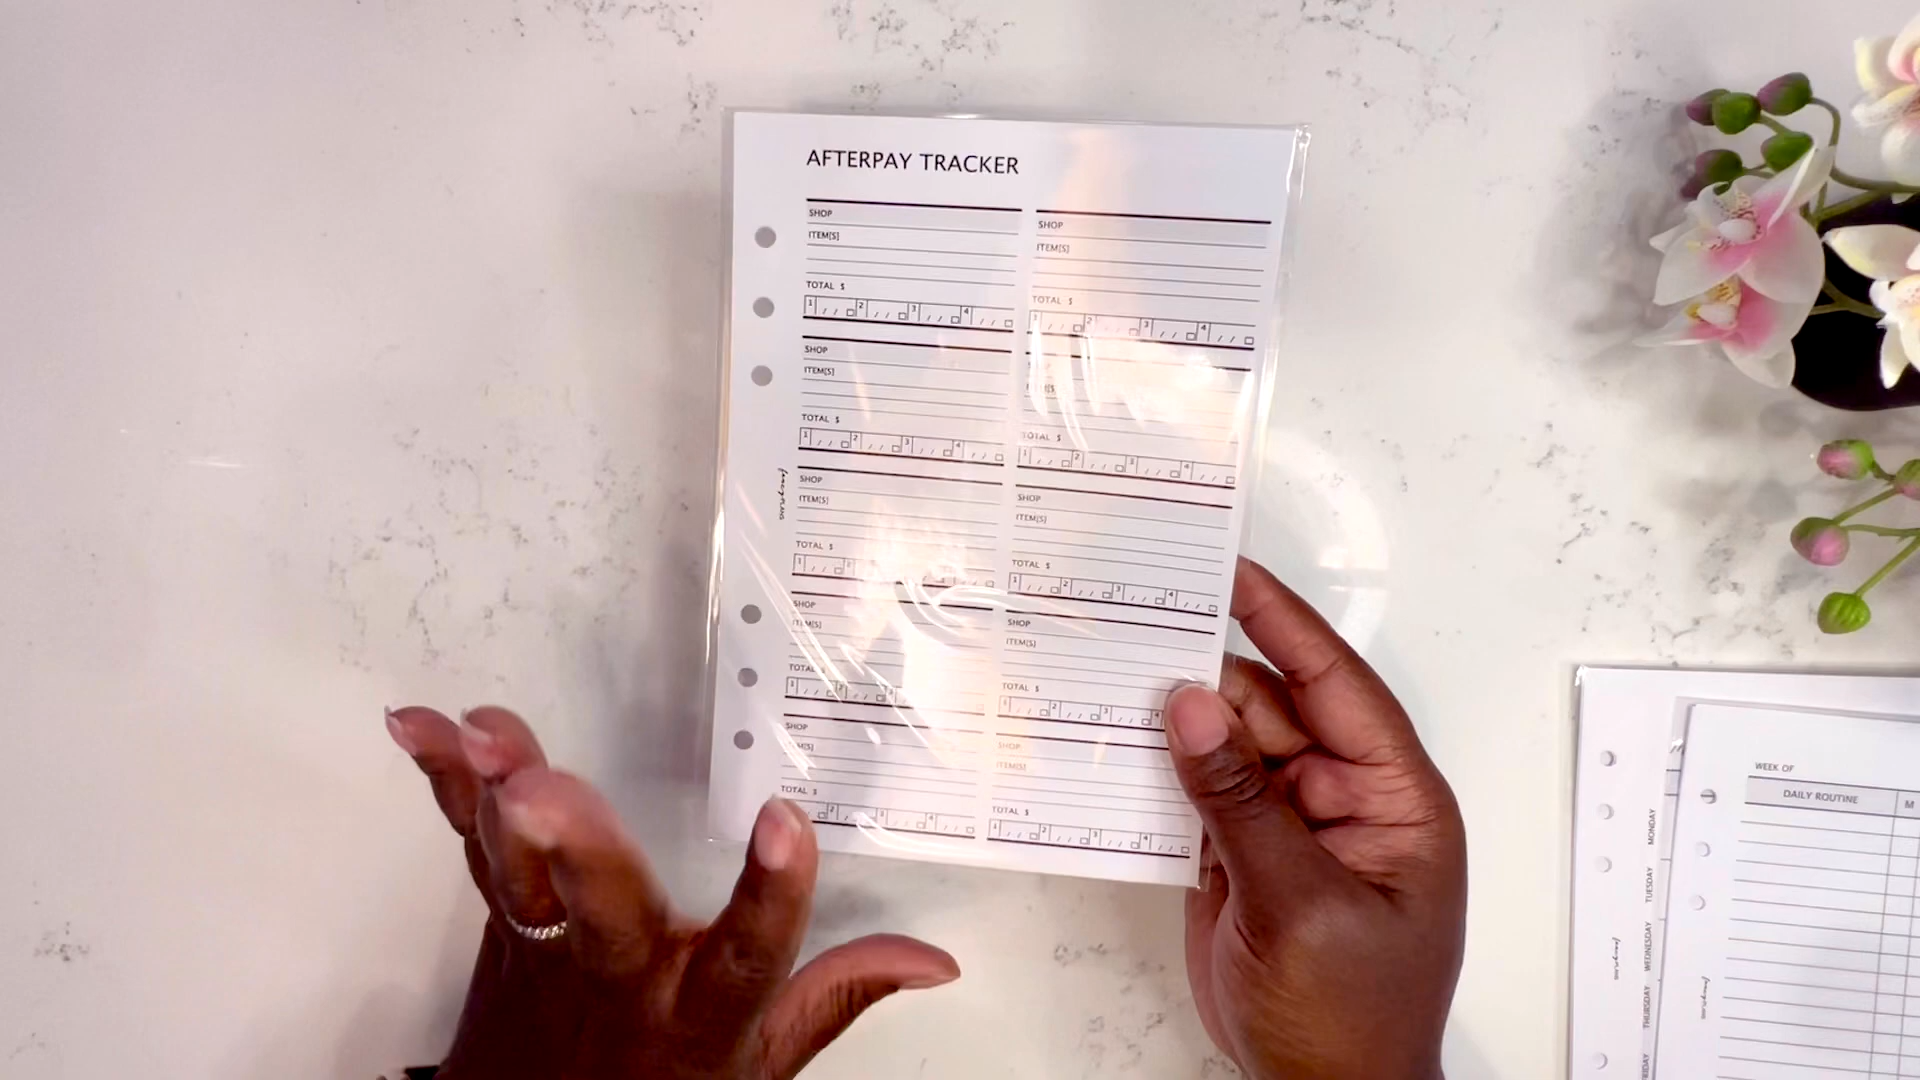 AFTERPAY TRACKER
SHOP
ITEM[S]
TOTAL $
1 2 3 4
SHOP
ITEM[S]
TOTAL $
1 2 3 4
SHOP
ITEM[S]
TOTAL $
1 2
SHOP
ITEM[S]
TOTAL $
1 2 3
SHOP
TOTAL $
2 3 4
SHOP
ITEM[S]
TOTAL $
1 2 3 4
TOTAL $
1 2 3 4
SHOP
ITEM[S]
TOTAL $
1 2 3 4
SHOP
ITEM[S]
TOTAL $
1 2 3 4
SHOP
ITEM[S]
TOTAL $
1 2 3 4
MONDAY
TUESDAY
WEDNESDAY
THURSDAY
WEEK OF
DAILY ROUTINE M